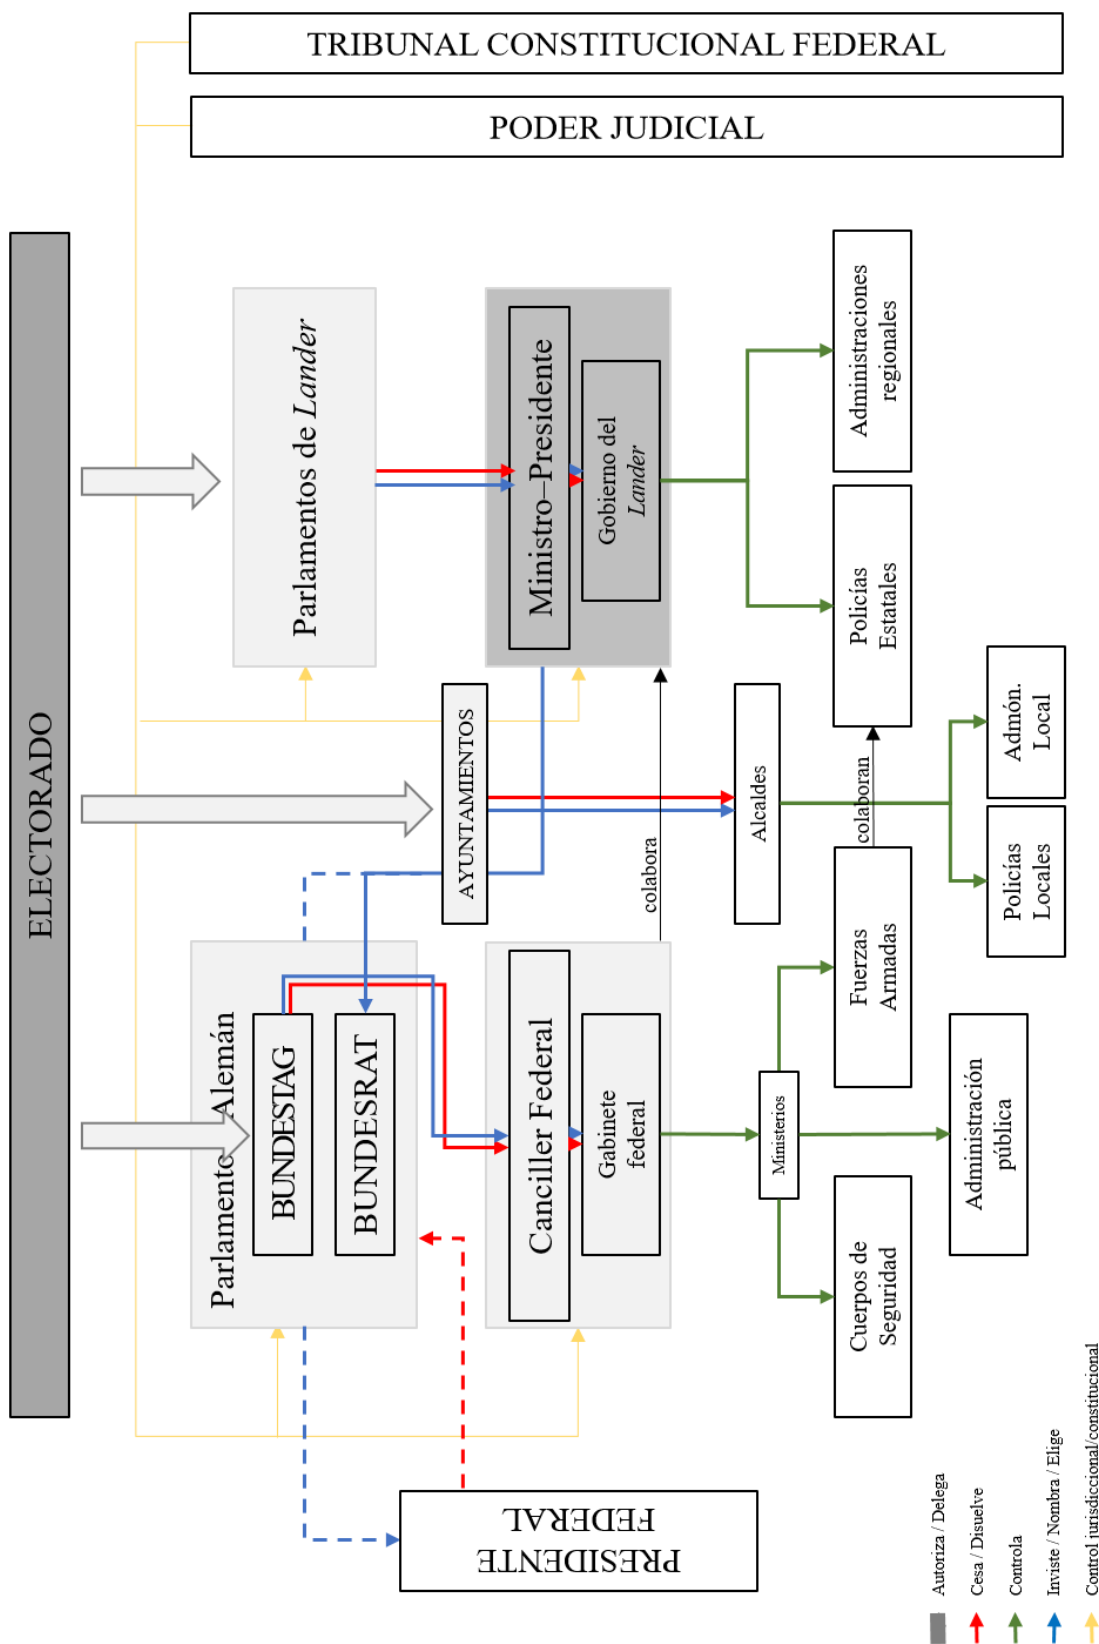 TRIBUNAL CONSTITUCIONAL FEDERAL
PODER JUDICIAL
ELECTORADO
Parlamentos de Lander
Ministro–Presidente
Gobierno del
Lander
Administraciones
regionales
Policías
Estatales
AYUNTAMIENTOS
Alcaldes
colabora
colaboran
Admón.
Local
Policías
Locales
Parlamento Alemán
BUNDESTAG
BUNDESRAT
Canciller Federal
Gabinete
federal
Ministerios
Fuerzas
Armadas
Administración
pública
Cuerpos de
Seguridad
PRESIDENTE
FEDERAL
Autoriza / Delega
Cesa / Disuelve
Controla
Inviste / Nombra / Elige
Control jurisdiccional/constitucional